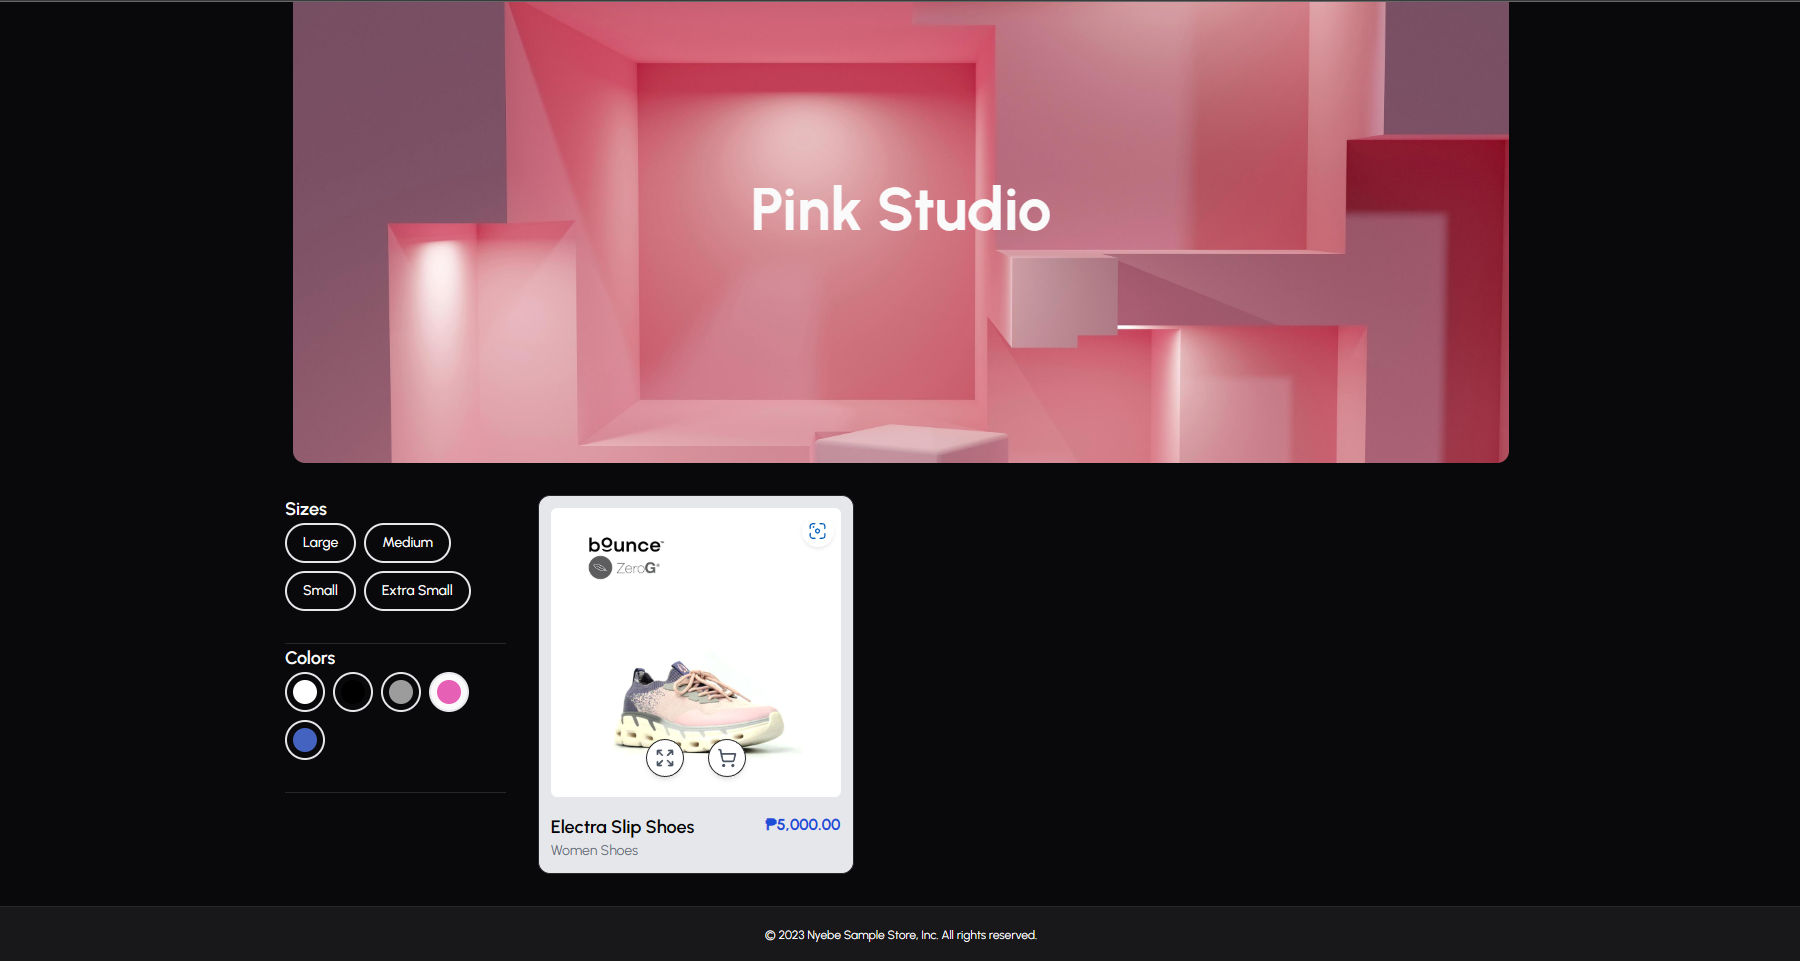 Pink Studio
Sizes
Large
Medium
Small
Extra Small
Colors
bounce™
ZeroG®
Electra Slip Shoes
₱5,000.00
Women Shoes
© 2023 Nyebe Sample Store, Inc. All rights reserved.